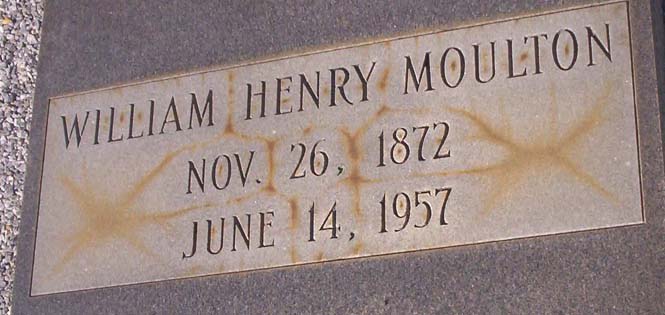 WILLIAM HENRY MOULTON
NOV. 26, 1872
JUNE 14, 1957